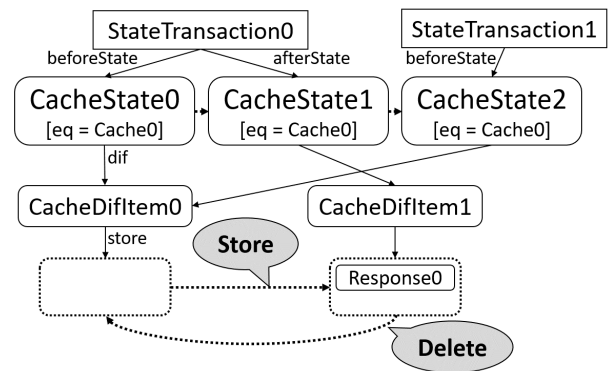 StateTransaction0
StateTransaction1
beforeState
afterState
beforeState
CacheState0
[eq = Cache0]
CacheState1
[eq = Cache0]
CacheState2
[eq = Cache0]
dif
CacheDifItem0
CacheDifItem1
store
Store
Response0
Delete